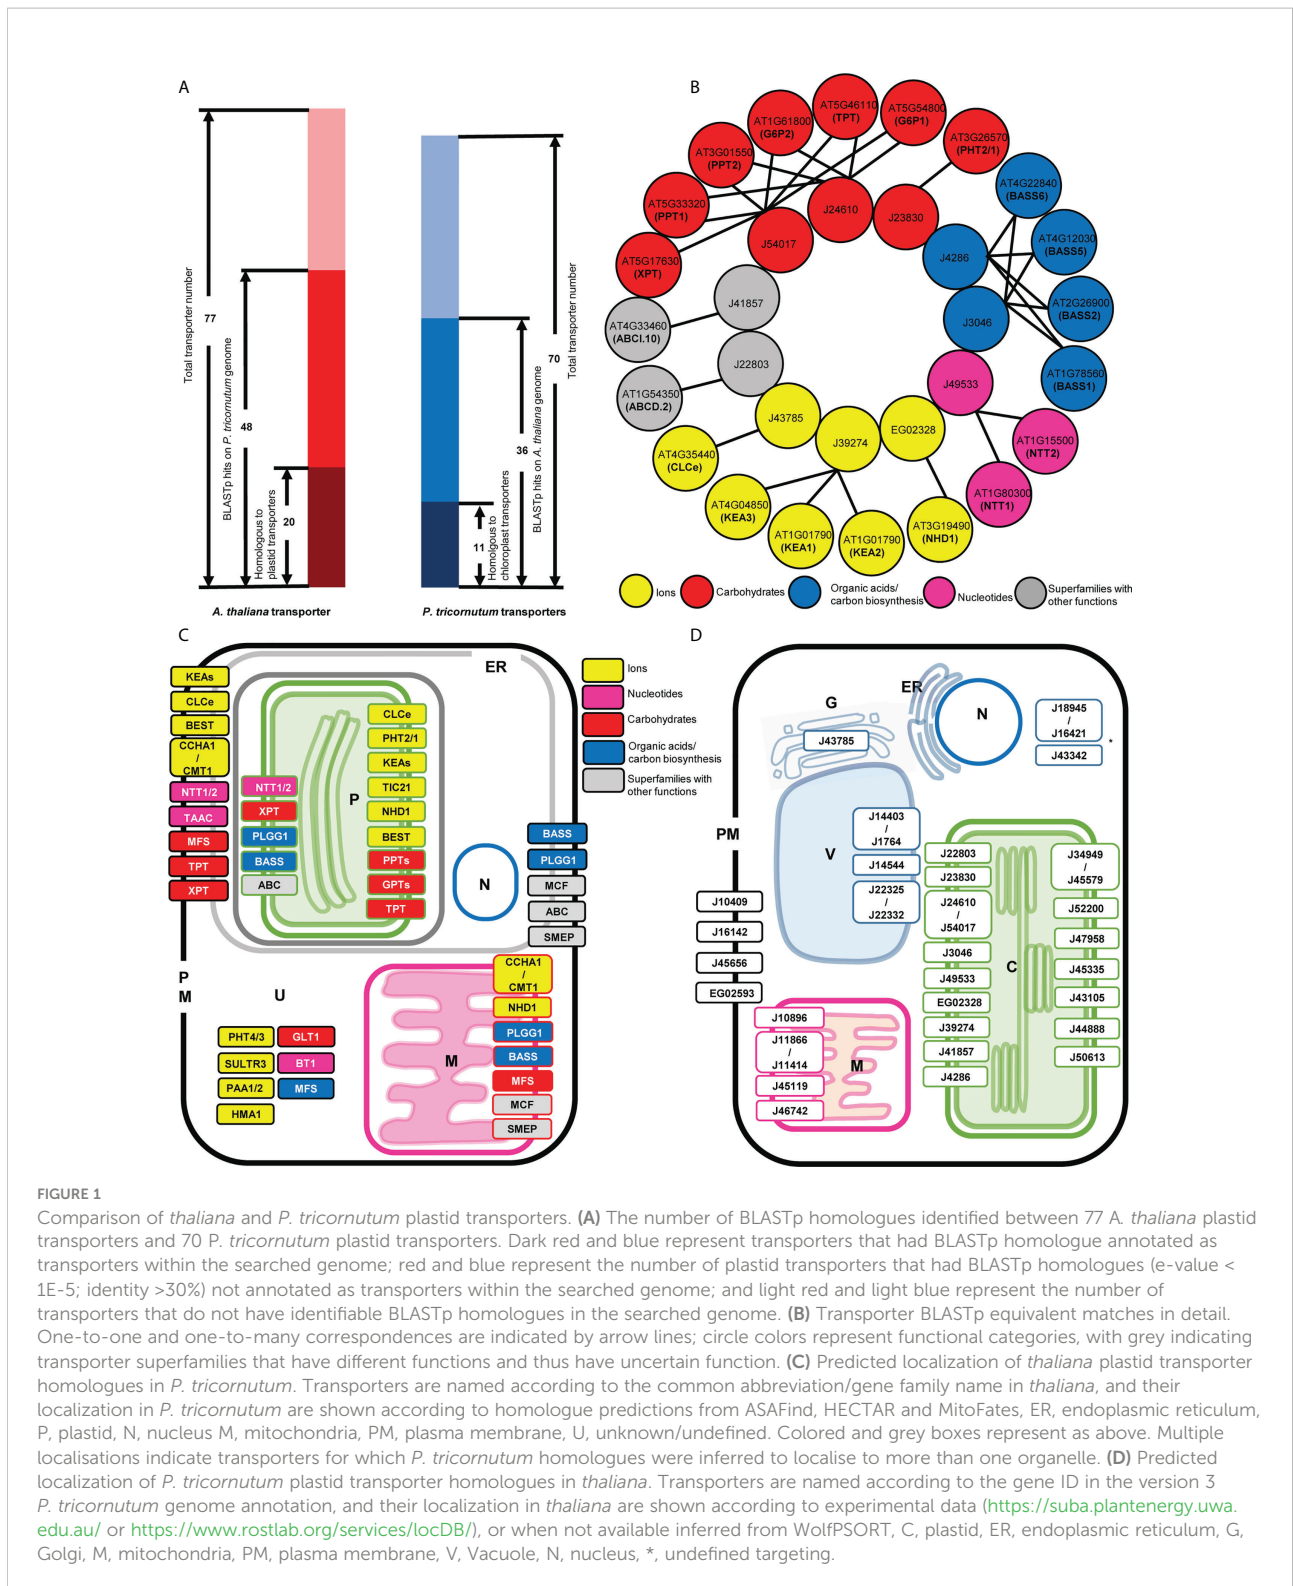 A
Total transporter number
77
BLASTp hits on P. tricornutum genome
48
Homologous to
plastid transporters
20
A. thaliana transporter
Total transporter number
70
BLASTp hits on A. thaliana genome
36
Homolgous to
chloroplast transporters
11
P. tricornutum transporters
B
AT5G46110
(TPT)
AT5G54800
(G6P1)
AT1G61800
(G6P2)
AT3G26570
(PHT2/1)
AT3G01550
(PPT2)
AT4G22840
(BASS6)
AT5G33320
(PPT1)
AT4G12030
(BASS5)
AT5G17630
(XPT)
AT2G26900
(BASS2)
AT4G33460
(ABCI.10)
AT1G78560
(BASS1)
AT1G54350
(ABCD.2)
AT1G15500
(NTT2)
AT4G35440
(CLCe)
AT1G80300
(NTT1)
AT4G04850
(KEA3)
AT3G19490
(NHD1)
AT1G01790
(KEA1)
AT1G01790
(KEA2)
J24610
J23830
J54017
J4286
J41857
J3046
J22803
J49533
J43785
J39274
EG02328
Ions
Carbohydrates
Organic acids/
carbon biosynthesis
Nucleotides
Superfamilies with
other functions
C
ER
KEAs
CLCe
BEST
CCHA1
/
CMT1
NTT1/2
TAAC
MFS
TPT
XPT
NTT1/2
XPT
PLGG1
BASS
ABC
P
CLCe
PHT2/1
KEAs
TIC21
NHD1
BEST
PPTs
GPTs
TPT
N
BASS
PLGG1
MCF
ABC
SMEP
P
M
U
PHT4/3
GLT1
SULTR3
BT1
PAA1/2
MFS
HMA1
M
CCHA1
/
CMT1
NHD1
PLGG1
BASS
MFS
MCF
SMEP
Ions
Nucleotides
Carbohydrates
Organic acids/
carbon biosynthesis
Superfamilies with
other functions
D
G
ER
N
J43785
J18945
/
J16421
J43342
*
V
J14403
/
J1764
J14544
J22325
/
J22332
PM
J10409
J16142
J45656
EG02593
J10896
J11866
/
J11414
J45119
J46742
M
J22803
J23830
J24610
/
J54017
J3046
J49533
EG02328
J39274
J41857
J4286
C
J34949
/
J45579
J52200
J47958
J45335
J43105
J44888
J50613
FIGURE 1
Comparison of thaliana and P. tricornutum plastid transporters. (A) The number of BLASTp homologues identified between 77 A. thaliana plastid
transporters and 70 P. tricornutum plastid transporters. Dark red and blue represent transporters that had BLASTp homologue annotated as
transporters within the searched genome; red and blue represent the number of plastid transporters that had BLASTp homologues (e-value <
1E-5; identity >30%) not annotated as transporters within the searched genome; and light red and light blue represent the number of
transporters that do not have identifiable BLASTp homologues in the searched genome. (B) Transporter BLASTp equivalent matches in detail.
One-to-one and one-to-many correspondences are indicated by arrow lines; circle colors represent functional categories, with grey indicating
transporter superfamilies that have different functions and thus have uncertain function. (C) Predicted localization of thaliana plastid transporter
homologues in P. tricornutum. Transporters are named according to the common abbreviation/gene family name in thaliana, and their
localization in P. tricornutum are shown according to homologue predictions from ASAFind, HECTAR and MitoFates, ER, endoplasmic reticulum,
P, plastid, N, nucleus M, mitochondria, PM, plasma membrane, U, unknown/undefined. Colored and grey boxes represent as above. Multiple
localisations indicate transporters for which P. tricornutum homologues were inferred to localise to more than one organelle. (D) Predicted
localization of P. tricornutum plastid transporter homologues in thaliana. Transporters are named according to the gene ID in the version 3
P. tricornutum genome annotation, and their localization in thaliana are shown according to experimental data (https://suba.plantenergy.uwa.
edu.au/ or https://www.rostlab.org/services/locDB/), or when not available inferred from WolfPSORT, C, plastid, ER, endoplasmic reticulum, G,
Golgi, M, mitochondria, PM, plasma membrane, V, Vacuole, N, nucleus, *, undefined targeting.